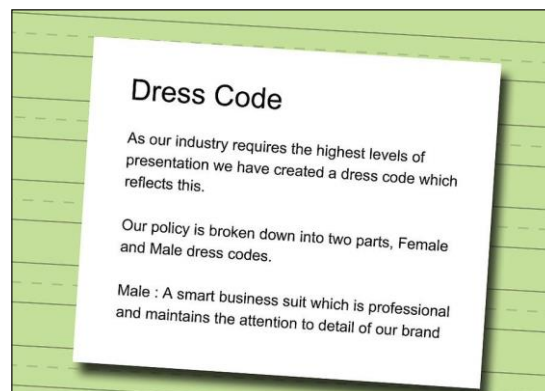 Dress Code
As our industry requires the highest levels of
presentation we have created a dress code which
reflects this.
Our policy is broken down into two parts, Female
and Male dress codes.
Male : A smart business suit which is professional
and maintains the attention to detail of our brand